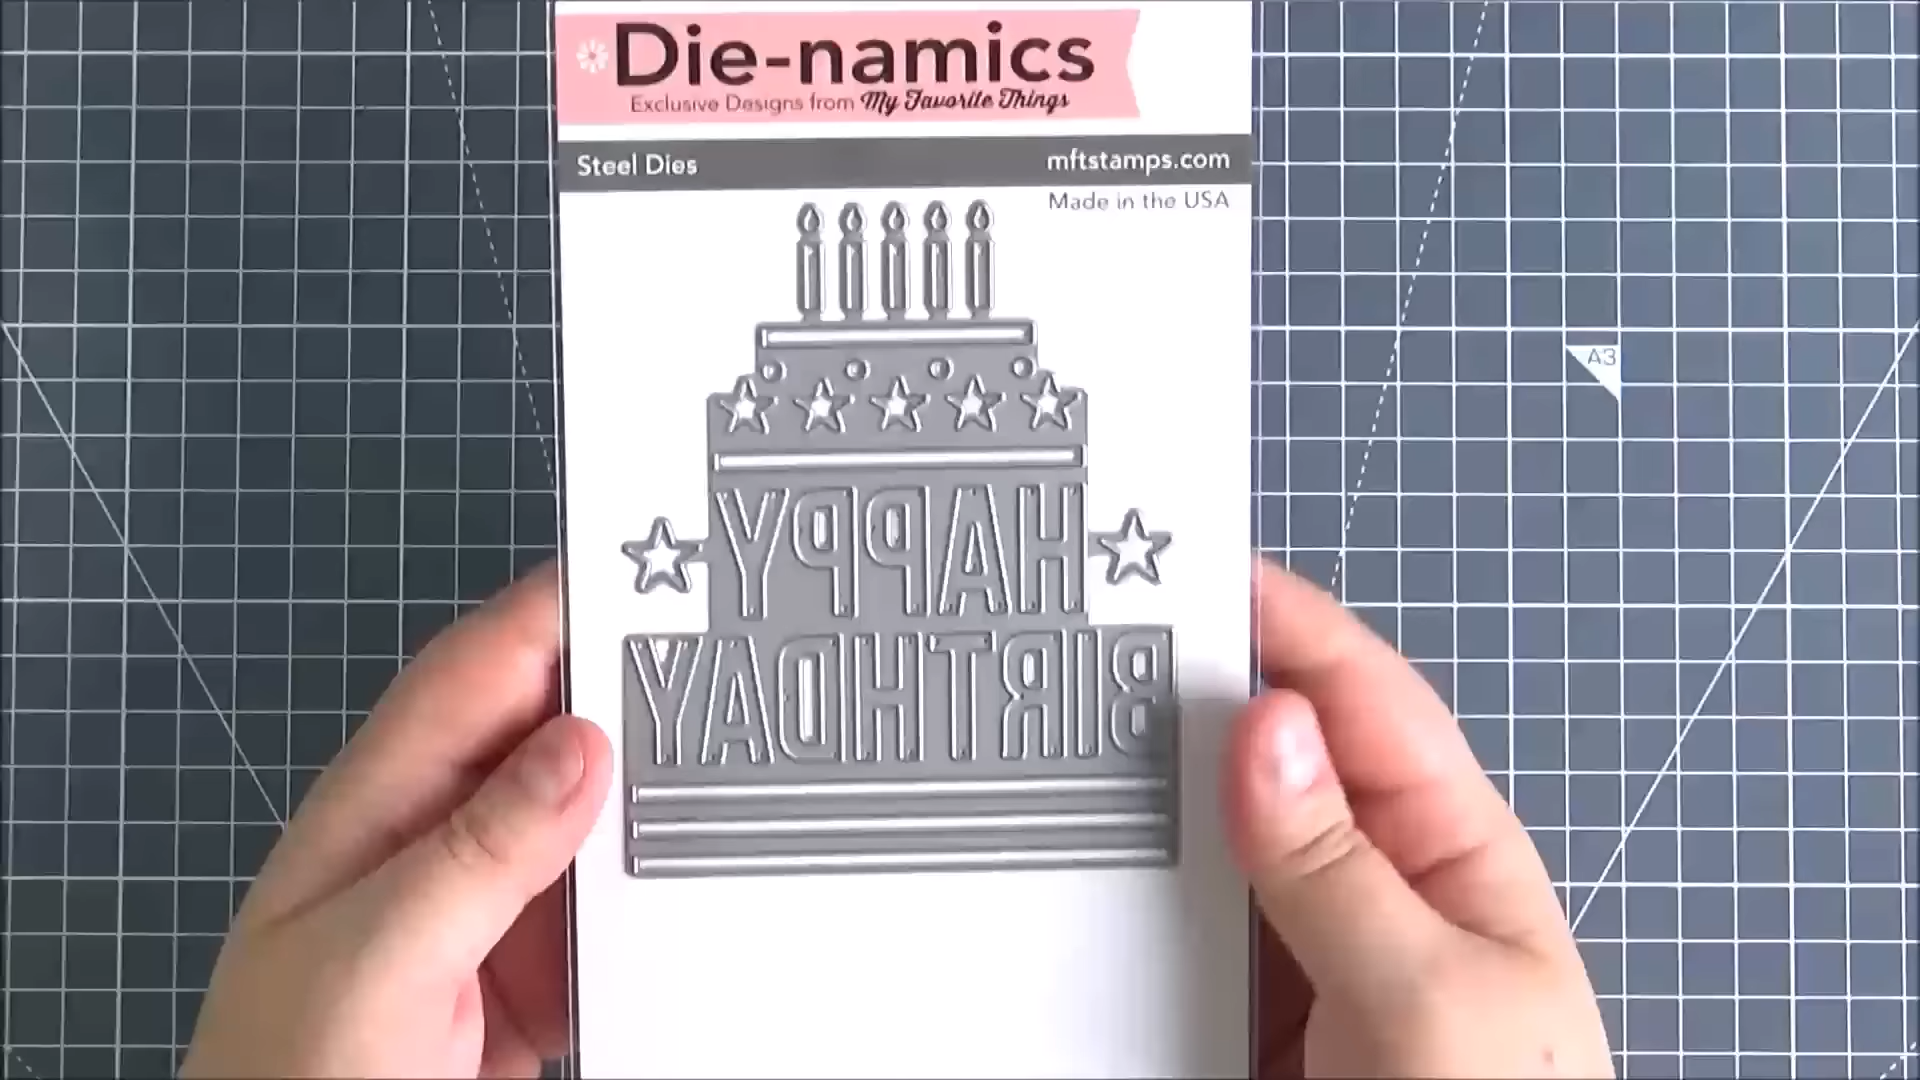 Die-namics
Exclusive Designs from My Favorite Things
Steel Dies
mftstamps.com
Made in the USA
HAPPY
BIRTHDAY
A3